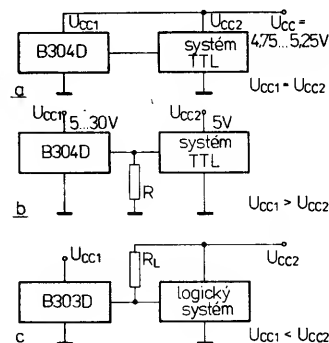 UCC1 UCC2 UCC =
4,75...5,25V
B304D systém
TTL
a UCC1 = UCC2
UCC1 UCC2
5...30V 5V
B304D systém
TTL
R
b UCC1 > UCC2
UCC1 RL UCC2
B303D logický
systém
c UCC1 < UCC2